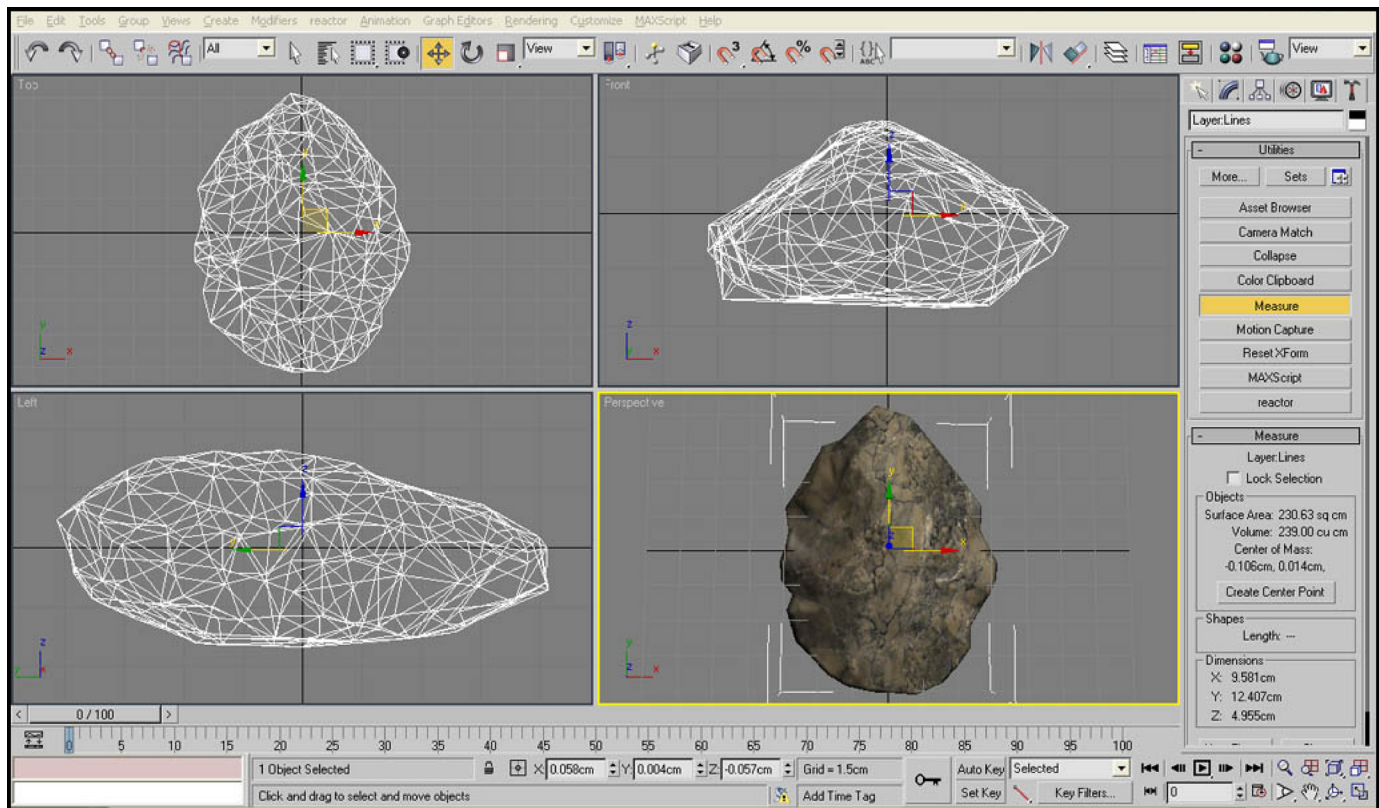 File Edit Tools Group Views Create Modifiers reactor Animation Graph Editors Rendering Customize MAXScript Help
All View 3 % ABC View
Top
Front
Left
Perspective
Layer:Lines
- Utilities
More... Sets
Asset Browser
Camera Match
Collapse
Color Clipboard
Measure
Motion Capture
Reset XForm
MAXScript
reactor
- Measure
Layer:Lines
Lock Selection
Objects
Surface Area: 230.63 sq cm
Volume: 239.00 cu cm
Center of Mass:
-0.106cm, 0.014cm,
Create Center Point
Shapes
Length: ---
Dimensions
X: 9.581cm
Y: 12.407cm
Z: 4.955cm
< 0 / 100 >
0 5 10 15 20 25 30 35 40 45 50 55 60 65 70 75 80 85 90 95 100
1 Object Selected X: 0.058cm Y: 0.004cm Z: -0.057cm Grid = 1.5cm Auto Key Selected
Click and drag to select and move objects Add Time Tag Set Key Key Filters... 0